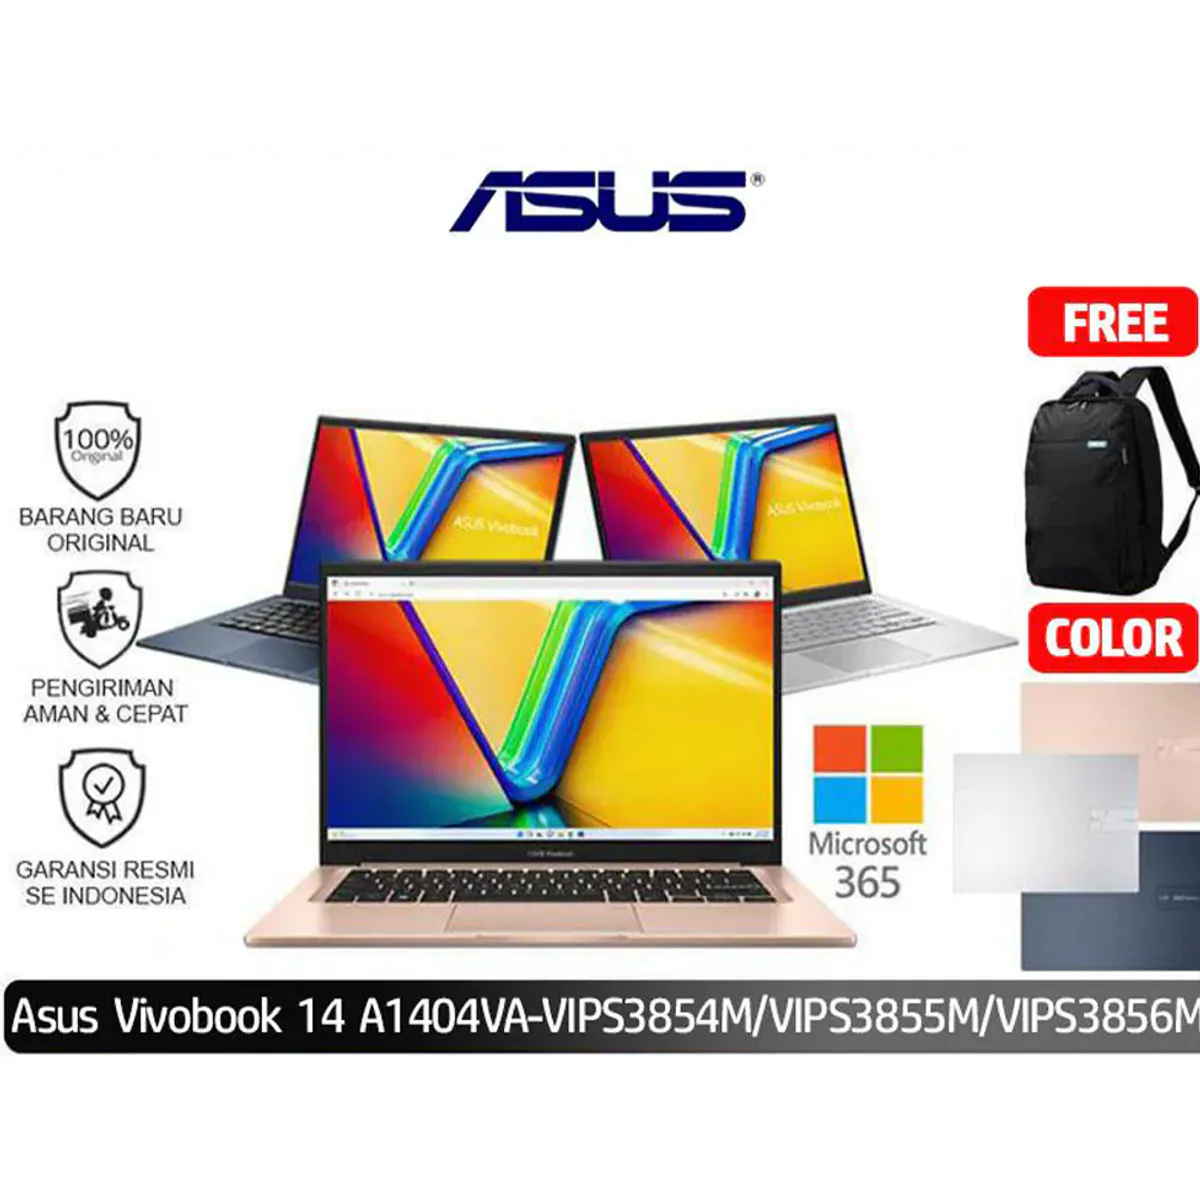 ASUS®
FREE
100%
Original
BARANG BARU
ORIGINAL
ASUS Vivobook
ASUS Vivobook
COLOR
PENGIRIMAN
AMAN & CEPAT
Microsoft
365
GARANSI RESMI
SE INDONESIA
Asus Vivobook 14 A1404VA-VIPS3854M/VIPS3855M/VIPS3856M